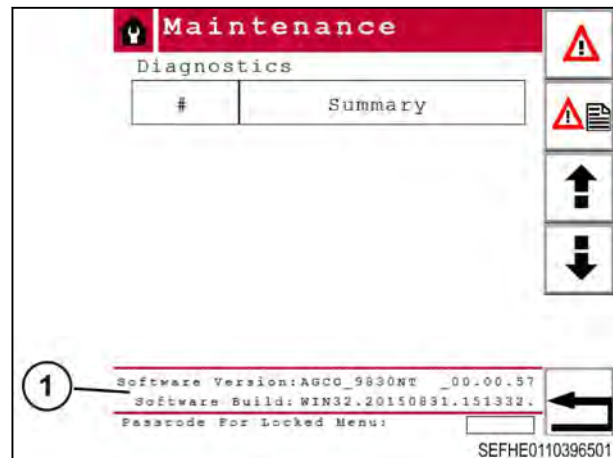 Maintenance
Diagnostics
# Summary
1
Software Version:AGCO_9830NT _00.00.57
Software Build:WIN32.20150831.151332.
Passcode For Locked Menu:
SEFHE0110396501